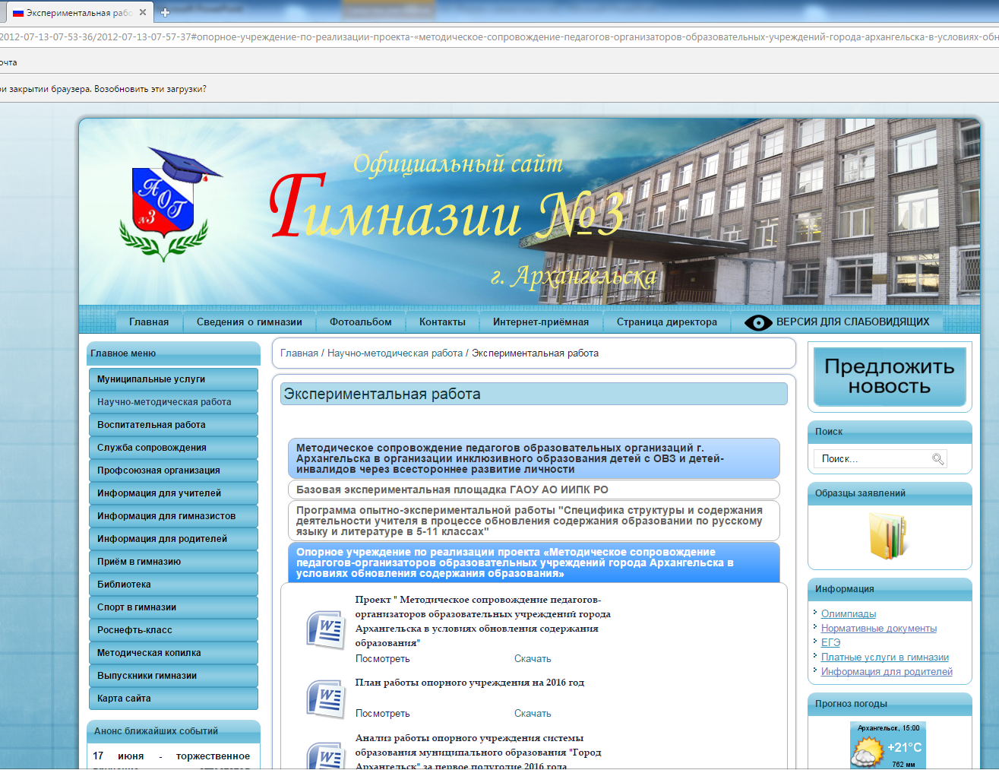 Экспериментальная рабо
2012-07-13-07-53-36/2012-07-13-07-57-37#опорное-учреждение-по-реализации-проекта-«методическое-сопровождение-педагогов-организаторов-образовательных-учреждений-города-архангельска-в-условиях-обн
очта
ри закрытии браузера. Возобновить эти загрузки?
АОГ
№3
Официальный сайт
Гимназии №3
г. Архангельска
Главная
Сведения о гимназии
Фотоальбом
Контакты
Интернет-приёмная
Страница директора
ВЕРСИЯ ДЛЯ СЛАБОВИДЯЩИХ
Главное меню
Муниципальные услуги
Научно-методическая работа
Воспитательная работа
Служба сопровождения
Профсоюзная организация
Информация для учителей
Информация для гимназистов
Информация для родителей
Приём в гимназию
Библиотека
Спорт в гимназии
Роснефть-класс
Методическая копилка
Выпускники гимназии
Карта сайта
Анонс ближайших событий
17 июня - торжественное
Главная / Научно-методическая работа / Экспериментальная работа
Экспериментальная работа
Методическое сопровождение педагогов образовательных организаций г.
Архангельска в организации инклюзивного образования детей с ОВЗ и детей-
инвалидов через всестороннее развитие личности
Базовая экспериментальная площадка ГАОУ АО ИИПК РО
Программа опытно-экспериментальной работы "Специфика структуры и содержания
деятельности учителя в процессе обновления содержания образовании по русскому
языку и литературе в 5-11 классах"
Опорное учреждение по реализации проекта «Методическое сопровождение
педагогов-организаторов образовательных учреждений города Архангельска в
условиях обновления содержания образования»
Проект " Методическое сопровождение педагогов-
организаторов образовательных учреждений города
Архангельска в условиях обновления содержания
образования"
Посмотреть Скачать
План работы опорного учреждения на 2016 год
Посмотреть Скачать
Анализ работы опорного учреждения системы
образования муниципального образования "Город
Архангельск" за первое полугодие 2016 года
Предложить
новость
Поиск
Поиск...
Образцы заявлений
Информация
Олимпиады
Нормативные документы
ЕГЭ
Платные услуги в гимназии
Информация для родителей
Прогноз погоды
Архангельск, 15:00
+21°C
762 мм